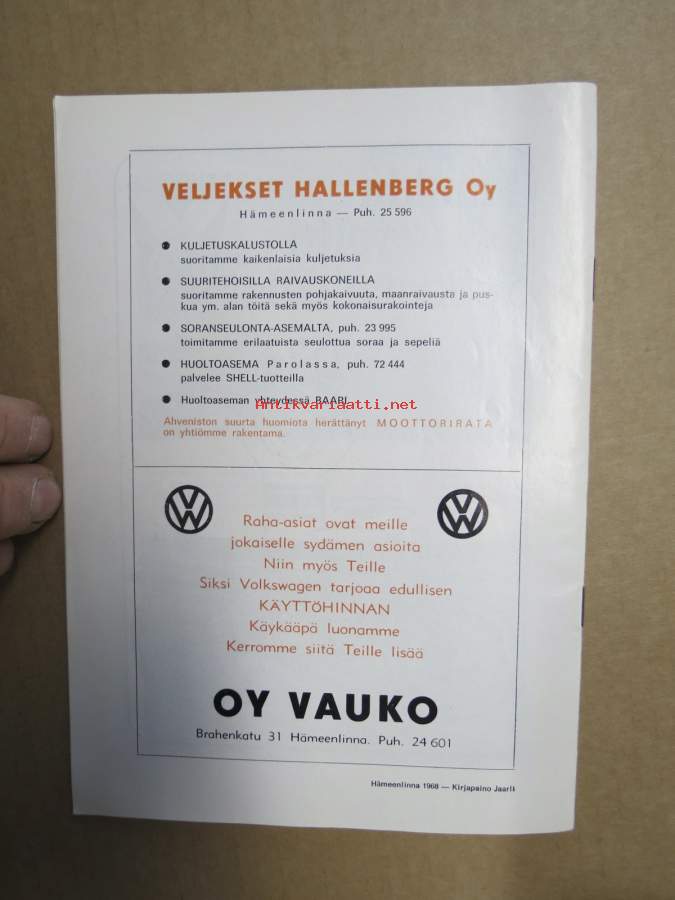 VELJEKSET HALLENBERG Oy
Hämeenlinna — Puh. 25 596
● KULJETUSKALUSTOLLA
suoritamme kaikenlaisia kuljetuksia
● SUURITEHOISILLA RAIVAUSKONEILLA
suoritamme rakennusten pohjakaivuuta, maanraivausta ja pus-
kua ym. alan töitä sekä myös kokonaisurakointeja
● SORANSEULONTA-ASEMALTA, puh. 23 995
toimitamme erilaatuista seulottua soraa ja sepeliä
● HUOLTOASEMA Parolassa, puh. 72 444
palvelee SHELL-tuotteilla
● Huoltoaseman yhteydessä BAARI
Antikvariaatti.net
Ahveniston suurta huomiota herättänyt MOOTTORIRATA
on yhtiömme rakentama.
VW VW
Raha-asiat ovat meille
jokaiselle sydämen asioita
Niin myös Teille
Siksi Volkswagen tarjoaa edullisen
KÄYTTÖHINNAN
Käykääpä luonamme
Kerromme siitä Teille lisää
OY VAUKO
Brahenkatu 31 Hämeenlinna. Puh. 24 601
Hämeenlinna 1968 — Kirjapaino Jaarli